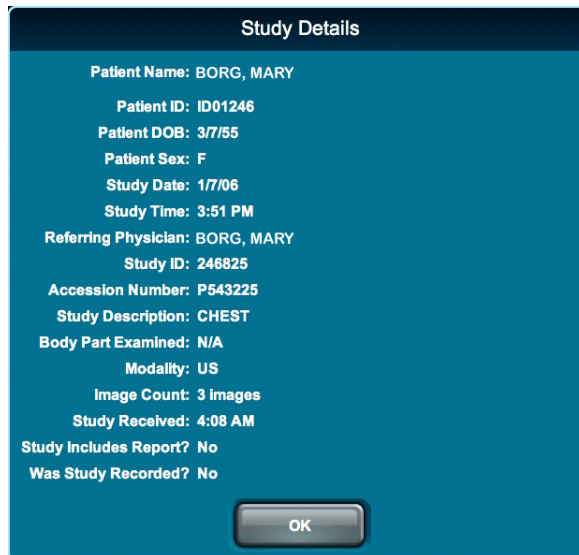 Study Details
Patient Name: BORG, MARY
Patient ID: ID01246
Patient DOB: 3/7/55
Patient Sex: F
Study Date: 1/7/06
Study Time: 3:51 PM
Referring Physician: BORG, MARY
Study ID: 246825
Accession Number: P543225
Study Description: CHEST
Body Part Examined: N/A
Modality: US
Image Count: 3 images
Study Received: 4:08 AM
Study Includes Report? No
Was Study Recorded? No
OK